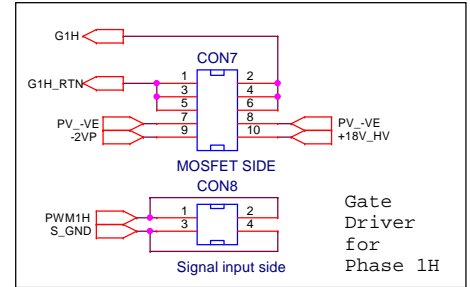 G1H
CON7
G1H_RTN
1 2
3 4
5 6
PV_-VE 7 8 PV_-VE
-2VP 9 10 +18V_HV
MOSFET SIDE
CON8
PWM1H 1 2
S_GND 3 4
Signal input side
Gate
Driver
for
Phase 1H